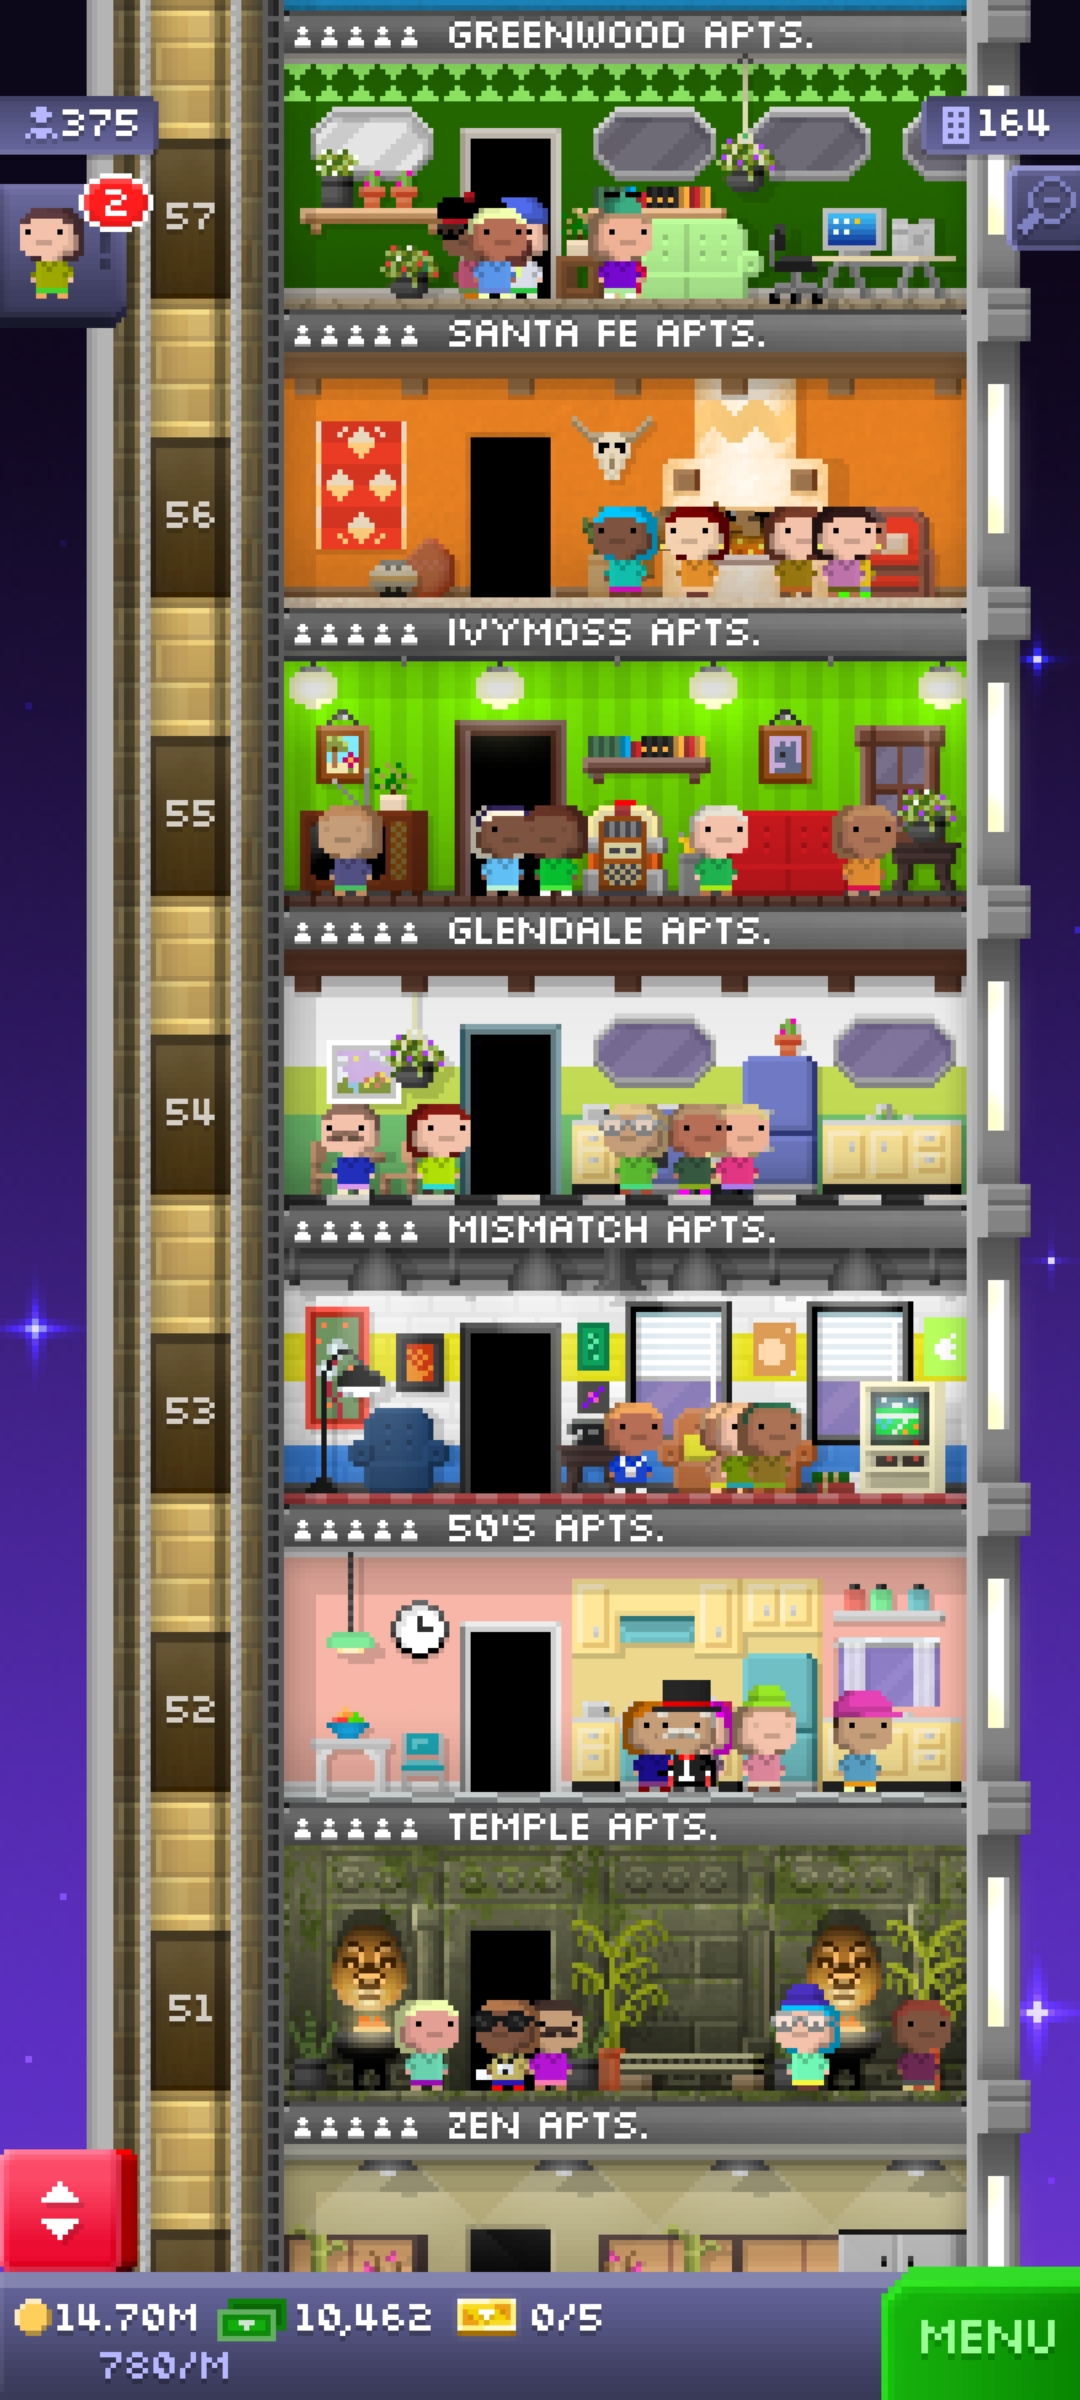 GREENWOOD APTS.
375
164
2
57
SANTA FE APTS.
56
IVYMOSS APTS.
55
GLENDALE APTS.
54
MISMATCH APTS.
53
50'S APTS.
52
TEMPLE APTS.
51
ZEN APTS.
14.70M 10,462 0/5
780/M
MENU